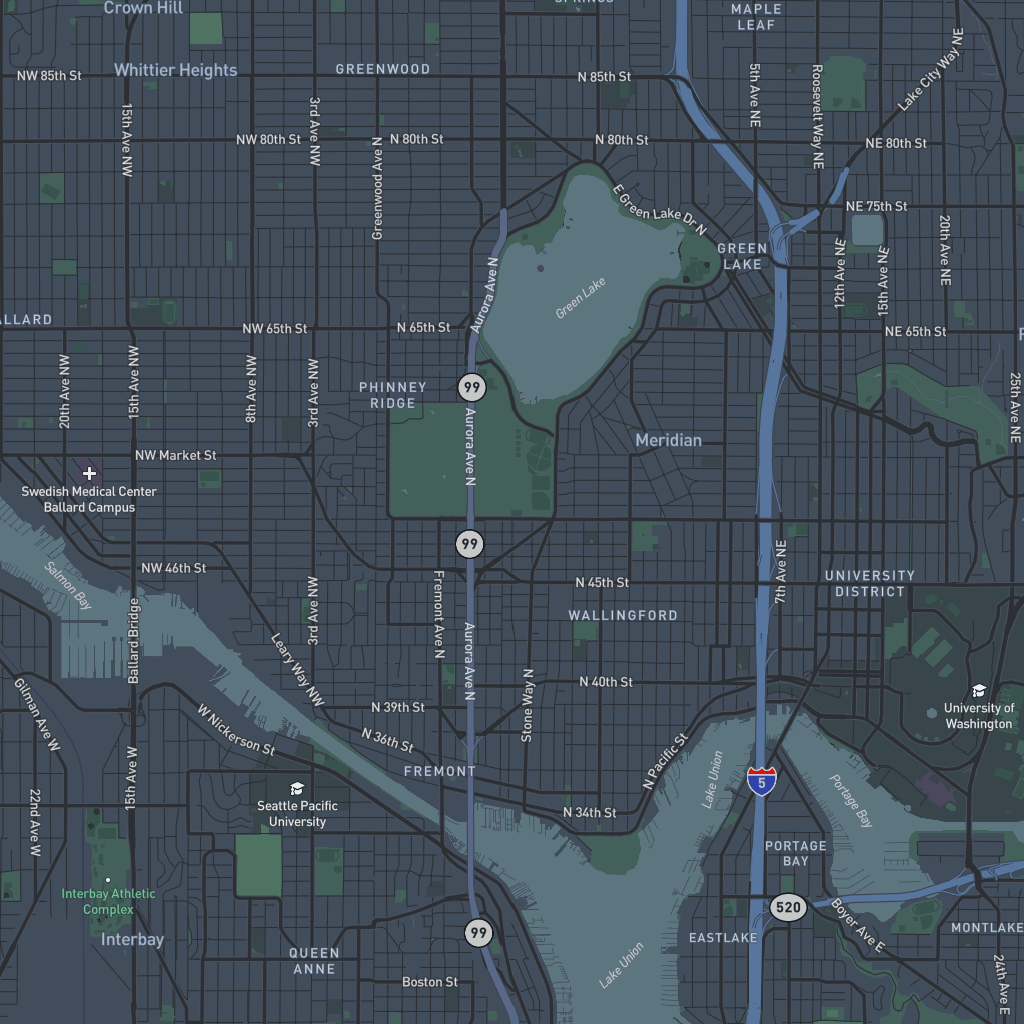 Crown Hill
MAPLE
LEAF
Whittier Heights
GREENWOOD
NW 85th St
N 85th St
5th Ave NE
Roosevelt Way NE
Lake City Way NE
15th Ave NW
3rd Ave NW
NW 80th St
N 80th St
N 80th St
NE 80th St
Greenwood Ave N
E Green Lake Dr N
NE 75th St
GREEN
LAKE
20th Ave NE
12th Ave NE
15th Ave NE
Aurora Ave N
Green Lake
NW 65th St
N 65th St
NE 65th St
20th Ave NW
15th Ave NW
8th Ave NW
3rd Ave NW
PHINNEY
RIDGE
99
25th Ave NE
Aurora Ave N
Meridian
NW Market St
Swedish Medical Center
Ballard Campus
99
7th Ave NE
NW 46th St
Salmon Bay
N 45th St
UNIVERSITY
DISTRICT
3rd Ave NW
Fremont Ave N
WALLINGFORD
Ballard Bridge
Aurora Ave N
Leary Way NW
N 40th St
Stone Way N
Gilman Ave W
W Nickerson St
N 39th St
N 36th St
University of
Washington
FREMONT
N Pacific St
Lake Union
5
Portage Bay
15th Ave W
22nd Ave W
Seattle Pacific
University
N 34th St
PORTAGE
BAY
Interbay Athletic
Complex
520
Boyer Ave E
99
Interbay
EASTLAKE
MONTLAKE
QUEEN
ANNE
Lake Union
Boston St
24th Ave E